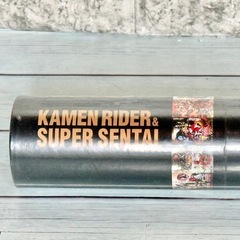 KAMEN RIDER &
SUPER SENTAI